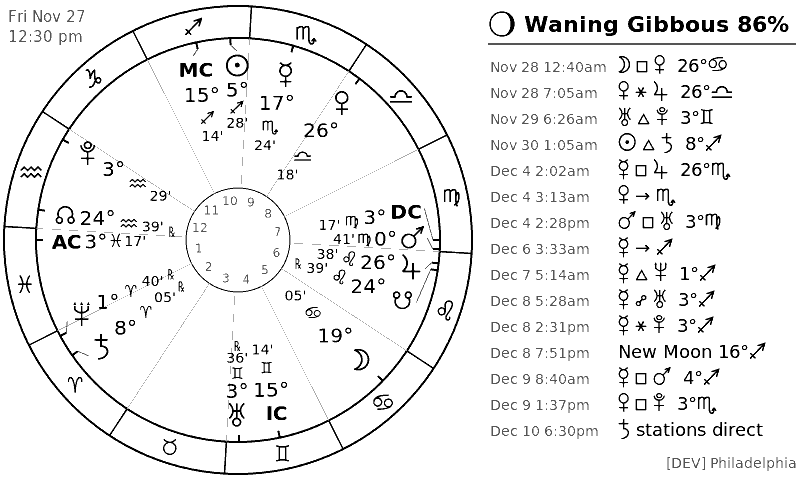 Fri Nov 27
12:30 pm
Waning Gibbous 86%
Nov 28 12:40am ☽ □ ♀ 26°♋
Nov 28 7:05am ♀ ⚹ ♃ 26°♎
Nov 29 6:26am ♅ △ ⯓ 3°♊
Nov 30 1:05am ☉ △ ♄ 8°♐
Dec 4 2:02am ☿ □ ♃ 26°♏
Dec 4 3:13am ♀ → ♏
Dec 4 2:28pm ♂ □ ♅ 3°♍
Dec 6 3:33am ☿ → ♐
Dec 7 5:14am ☿ △ ♆ 1°♐
Dec 8 5:28am ☿ ☍ ♅ 3°♐
Dec 8 2:31pm ☿ ⚹ ⯓ 3°♐
Dec 8 7:51pm New Moon 16°♐
Dec 9 8:40am ☿ □ ♂ 4°♐
Dec 9 1:37pm ♀ □ ⯓ 3°♏
Dec 10 6:30pm ♄ stations direct
[DEV] Philadelphia
MC 15° ♐ 14'
☉ 5° ♐ 28'
☿ 17° ♏ 24'
♀ 26° ♎ 18'
⯓ 3° ♒ 29'
☊ 24° ♒ 39' ℞
AC 3° ♓ 17'
♆ 1° ♈ 40' ℞
♄ 8° ♈ 05' ℞
♅ 3° ♊ 36' ℞
IC 15° ♊ 14'
☽ 19° ♋ 05'
☋ 24° ♌ 39' ℞
♃ 26° ♌ 38'
♂ 0° ♍ 41'
DC 3° ♍ 17'
♐
♏
♎
♍
♌
♋
♊
♉
♈
♓
♒
♑
1
2
3
4
5
6
7
8
9
10
11
12